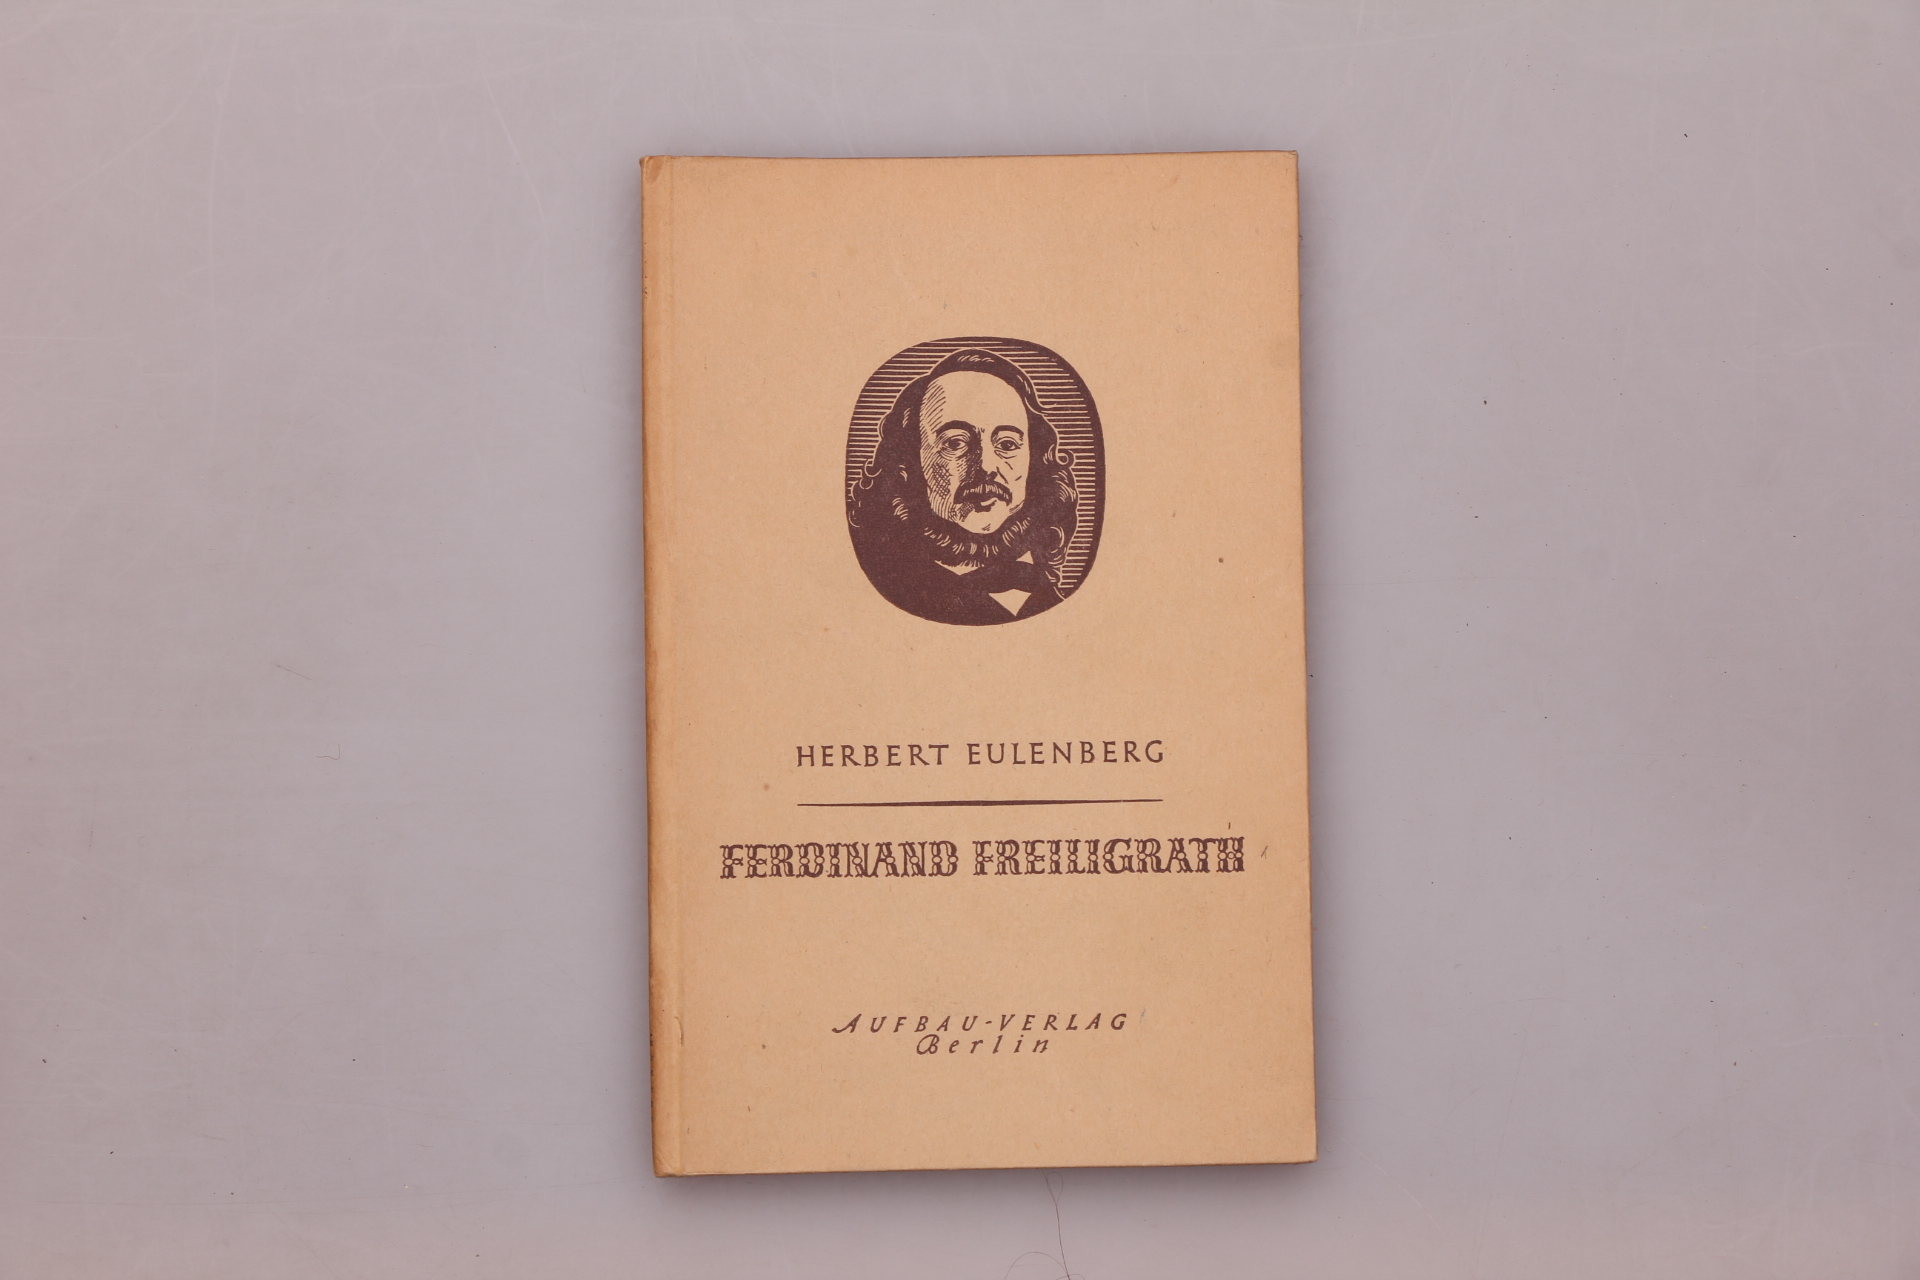 HERBERT EULENBERG
FERDINAND FREILIGRATH
AUFBAU-VERLAG
Berlin